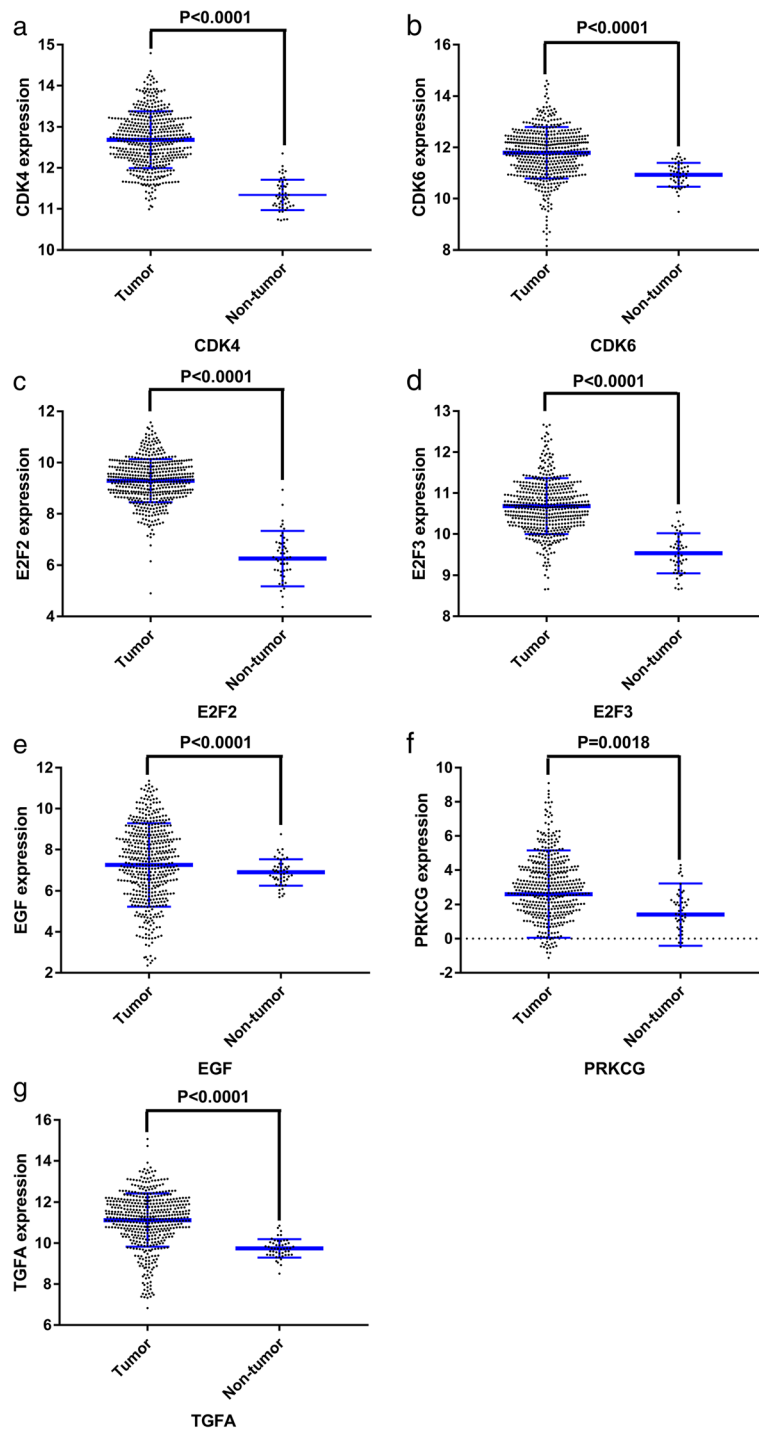 a
P<0.0001
CDK4 expression
15
14
13
12
11
10
Tumor
Non-tumor
CDK4
b
P<0.0001
CDK6 expression
16
14
12
10
8
Tumor
Non-tumor
CDK6
c
P<0.0001
E2F2 expression
12
10
8
6
4
Tumor
Non-tumor
E2F2
d
P<0.0001
E2F3 expression
13
12
11
10
9
8
Tumor
Non-tumor
E2F3
e
P<0.0001
EGF expression
12
10
8
6
4
2
Tumor
Non-tumor
EGF
f
P=0.0018
PRKCG expression
10
8
6
4
2
0
-2
Tumor
Non-tumor
PRKCG
g
P<0.0001
TGFA expression
16
14
12
10
8
6
Tumor
Non-tumor
TGFA